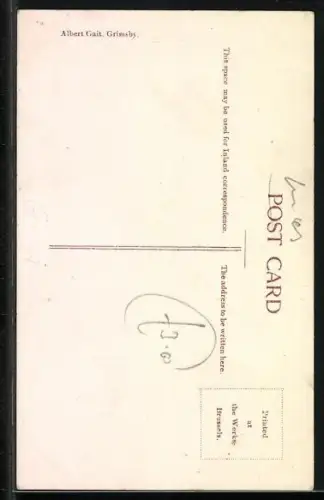 Albert Gait, Grimsby.
POST CARD
This space may be used for Inland correspondence.
The address to be written here.
Printed
at
the Works,
Brussels.